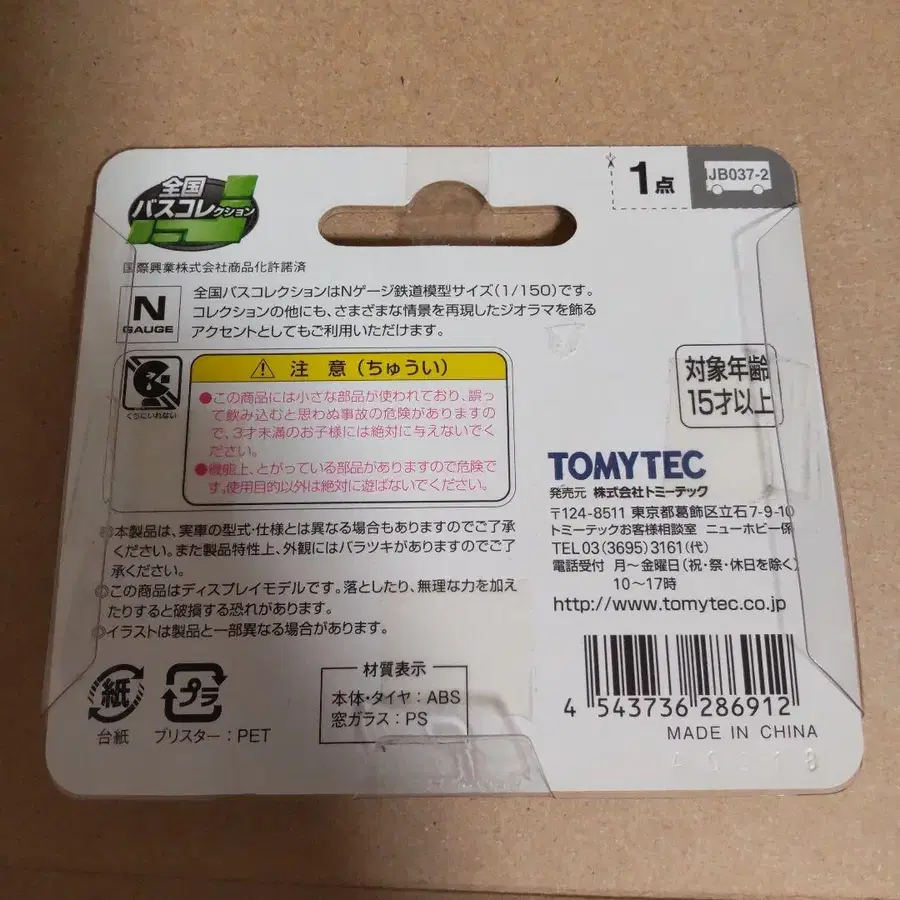 全国
バスコレクション
1点
JB037-2
国際興業株式会社商品化許諾済
N
GAUGE
全国バスコレクションはNゲージ鉄道模型サイズ(1/150)です。
コレクションの他にも、さまざまな情景を再現したジオラマを飾る
アクセントとしてもご利用いただけます。
くちにいれない
注 意(ちゅうい)
●この商品には小さな部品が使われており、誤っ
て飲み込むと思わぬ事故の危険がありますの
で、3才未満のお子様には絶対に与えないでく
ださい。
●機能上、とがっている部品がありますので危険で
す。使用目的以外は絶対に遊ばないでください。
対象年齢
15才以上
TOMYTEC
発売元 株式会社トミーテック
〒124-8511 東京都葛飾区立石7-9-10
トミーテックお客様相談室 ニューホビー係
TEL 03(3695)3161(代)
電話受付 月〜金曜日(祝・祭・休日を除く)
10〜17時
http://www.tomytec.co.jp
◎本製品は、実車の型式・仕様とは異なる場合もありますのでご了承
ください。また製品特性上、外観にはバラツキがありますのでご了
承ください。
◎この商品はディスプレイモデルです。落としたり、無理な力を加え
たりすると破損する恐れがあります。
◎イラストは製品と一部異なる場合があります。
紙
台紙
プラ
ブリスター:PET
材質表示
本体・タイヤ:ABS
窓ガラス:PS
4 543736 286912
MADE IN CHINA